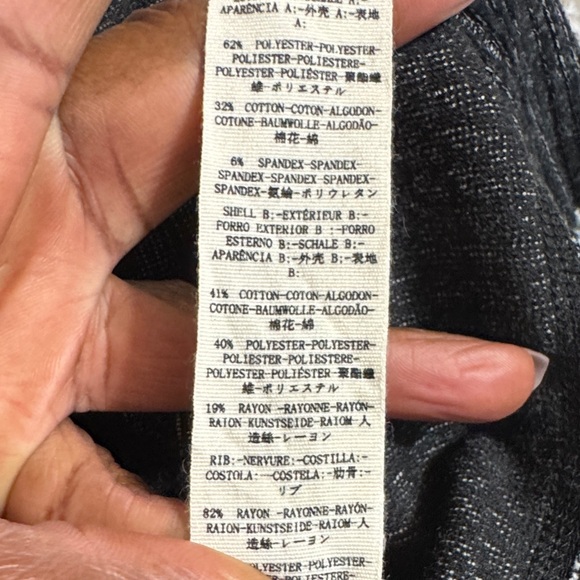 APARÊNCIA A:-外壳 A:-表地
A:
62% POLYESTER-POLYESTER-
POLIESTER-POLIESTERE-
POLYESTER-POLIÉSTER-聚酯纖
維-ポリエステル
32% COTTON-COTON-ALGODON-
COTONE-BAUMWOLLE-ALGODÃO-
棉花-綿
6% SPANDEX-SPANDEX-
SPANDEX-SPANDEX SPANDEX-
SPANDEX-氨綸-ポリウレタン
SHELL B:-EXTÉRIEUR B:-
FORRO EXTERIOR B :-FORRO
ESTERNO B:-SCHALE B:-
APARÊNCIA B:-外壳 B:-表地
B:
41% COTTON-COTON-ALGODON-
COTONE-BAUMWOLLE-ALGODÃO-
棉花-綿
40% POLYESTER-POLYESTER-
POLIESTER-POLIESTERE-
POLYESTER-POLIÉSTER-聚酯纖
維-ポリエステル
19% RAYON -RAYONNE-RAYÓN-
RAION-KUNSTSEIDE-RAIOM-人
造絲-レーヨン
RIB:-NERVURE:-COSTILLA:-
COSTOLA: -COSTELA:-肋骨:-
リブ
82% RAYON -RAYONNE-RAYÓN-
RAION-KUNSTSEIDE-RAIOM-人
造絲-レーヨン
POLYESTER-